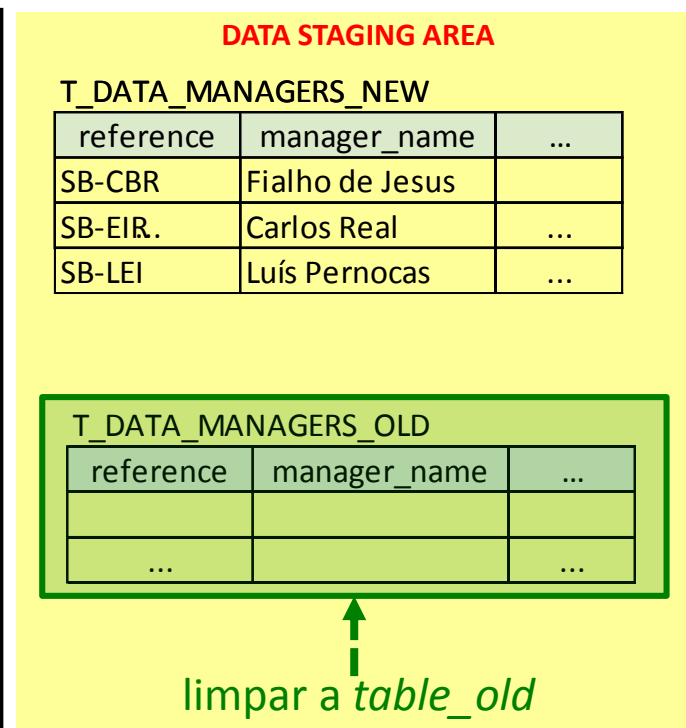 DATA STAGING AREA
T_DATA_MANAGERS_NEW
reference manager_name ...
SB-CBR Fialho de Jesus
SB-EIR.. Carlos Real ...
SB-LEI Luís Pernocas ...
T_DATA_MANAGERS_OLD
reference manager_name ...
... ...
limpar a table_old